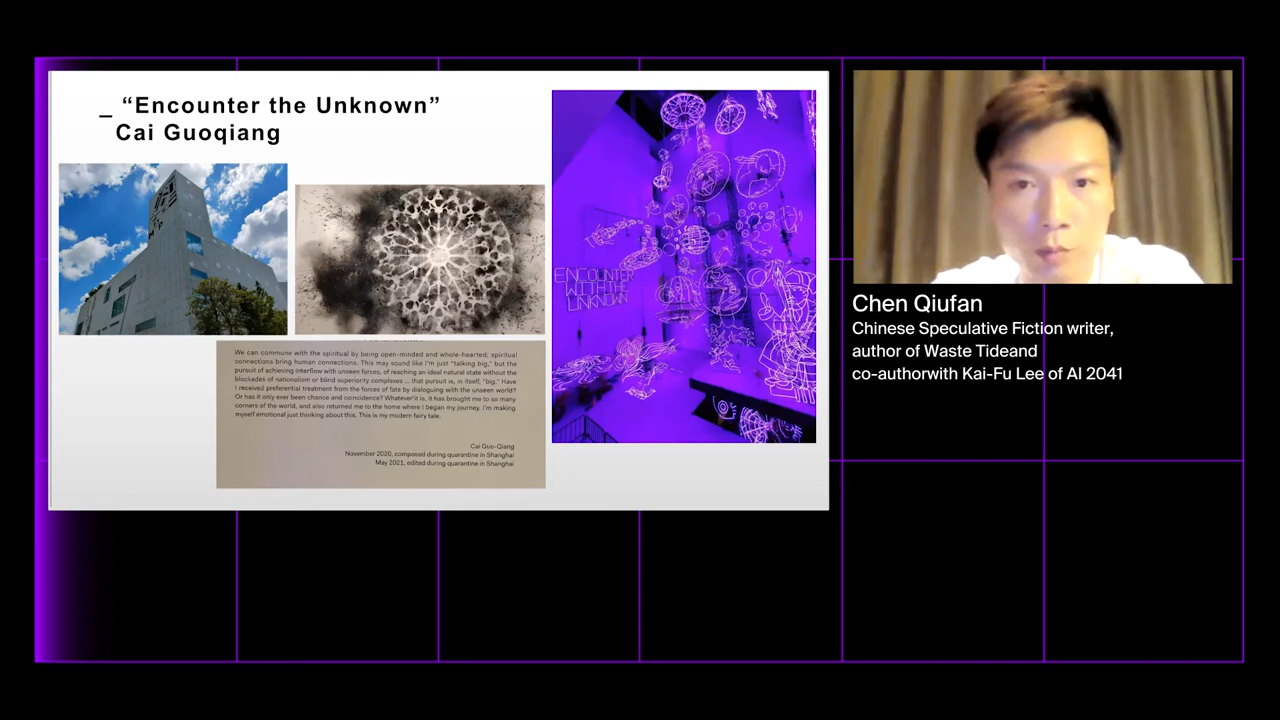 _ “Encounter the Unknown”
Cai Guoqiang
We can commune with the spiritual by being open-minded and whole-hearted; spiritual
connections bring human connections. This may sound like I'm just "talking big," but the
pursuit of achieving interflow with unseen forces, of reaching an ideal natural state without the
blockades of nationalism or blind superiority complexes ... that pursuit is, in itself, "big." Have
I received preferential treatment from the forces of fate by dialoguing with the unseen world?
Or has it only ever been chance and coincidence? Whatever it is, it has brought me to so many
corners of the world, and also returned me to the home where I began my journey. I'm making
myself emotional just thinking about this. This is my modern fairy tale.
Cai Guo-Qiang
November 2020, composed during quarantine in Shanghai
May 2021, edited during quarantine in Shanghai
ENCOUNTER
WITH THE
UNKNOWN
Chen Qiufan
Chinese Speculative Fiction writer,
author of Waste Tideand
co-authorwith Kai-Fu Lee of AI 2041